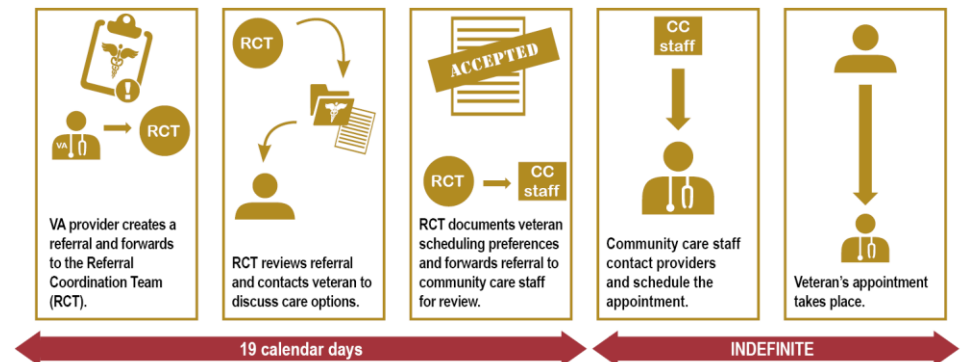 VA
RCT
VA provider creates a
referral and forwards
to the Referral
Coordination Team
(RCT).
RCT
RCT reviews referral
and contacts veteran to
discuss care options.
ACCEPTED
RCT
CC
staff
RCT documents veteran
scheduling preferences
and forwards referral to
community care staff
for review.
CC
staff
Community care staff
contact providers
and schedule the
appointment.
Veteran's appointment
takes place.
19 calendar days
INDEFINITE